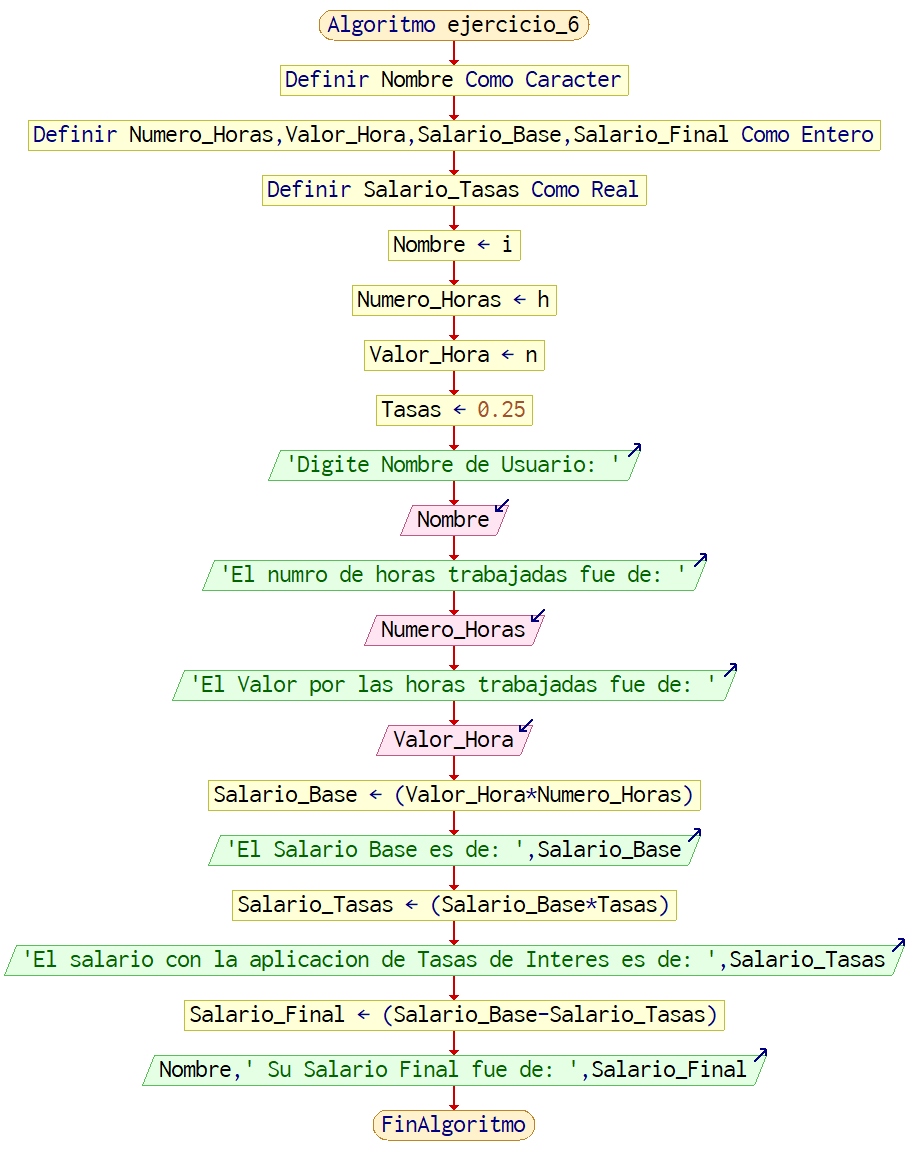 Algoritmo ejercicio_6
Definir Nombre Como Caracter
Definir Numero_Horas,Valor_Hora,Salario_Base,Salario_Final Como Entero
Definir Salario_Tasas Como Real
Nombre ← i
Numero_Horas ← h
Valor_Hora ← n
Tasas ← 0.25
'Digite Nombre de Usuario: '
Nombre
'El numro de horas trabajadas fue de: '
Numero_Horas
'El Valor por las horas trabajadas fue de: '
Valor_Hora
Salario_Base ← (Valor_Hora*Numero_Horas)
'El Salario Base es de: ',Salario_Base
Salario_Tasas ← (Salario_Base*Tasas)
'El salario con la aplicacion de Tasas de Interes es de: ',Salario_Tasas
Salario_Final ← (Salario_Base-Salario_Tasas)
Nombre,' Su Salario Final fue de: ',Salario_Final
FinAlgoritmo